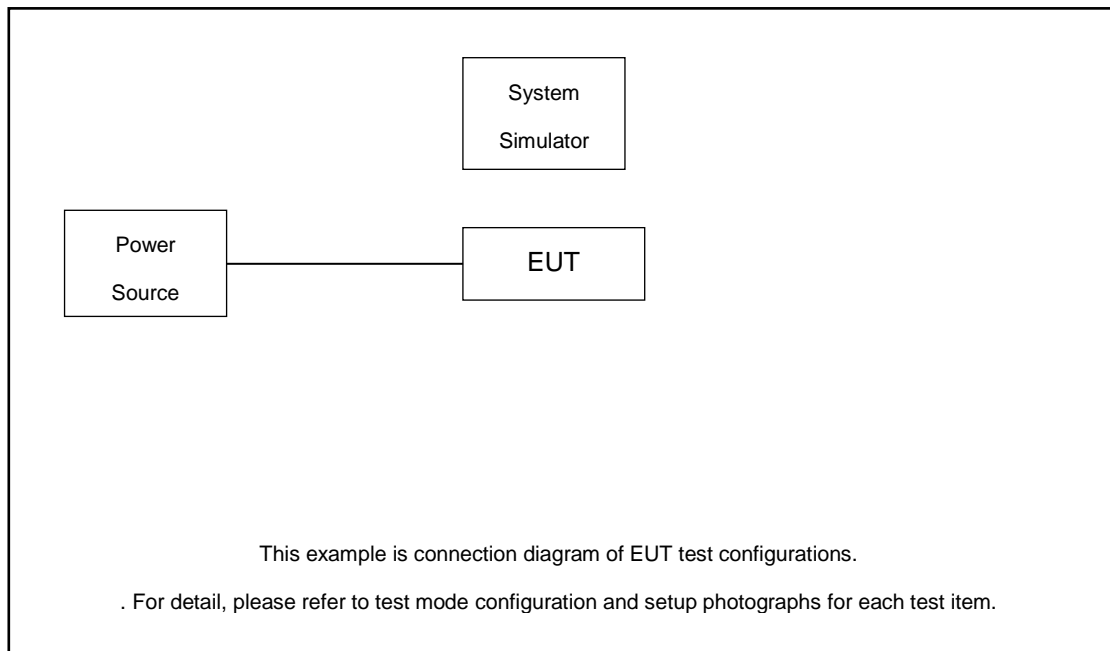 System
Simulator
Power
Source
EUT
This example is connection diagram of EUT test configurations.
. For detail, please refer to test mode configuration and setup photographs for each test item.